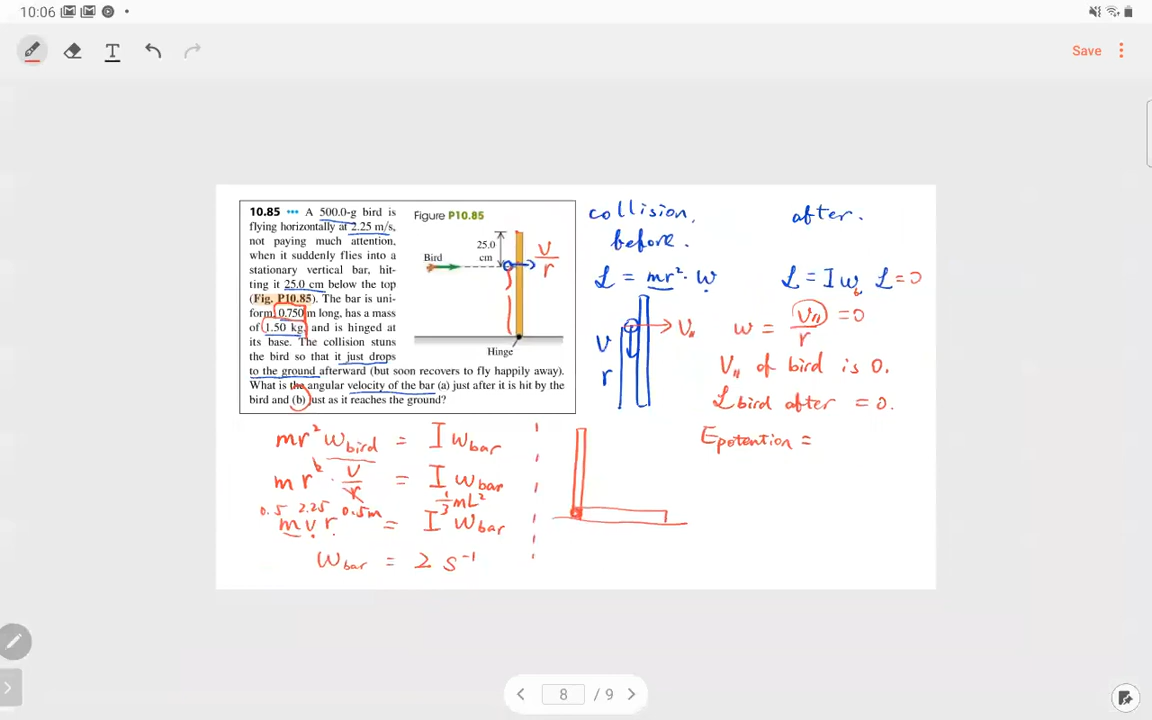 10:06
Save
10.85 ••• A 500.0-g bird is
flying horizontally at 2.25 m/s,
not paying much attention,
when it suddenly flies into a
stationary vertical bar, hit-
ting it 25.0 cm below the top
(Fig. P10.85). The bar is uni-
form, 0.750 m long, has a mass
of 1.50 kg, and is hinged at
its base. The collision stuns
the bird so that it just drops
to the ground afterward (but soon recovers to fly happily away).
What is the angular velocity of the bar (a) just after it is hit by the
bird and (b) just as it reaches the ground?
Figure P10.85
25.0
cm
Bird
Hinge
V
r
collision,
before.
L = mr²·w
V
r
V"
after.
L = I w L = 0
w = V// / r = 0
V// of bird is 0.
L bird after = 0.
Epotention =
mr² w bird = I w bar
mr² · V/r = I w bar
1/3 mL²
0.5 2.25 0.5m
m v r = I w bar
w bar = 2 s⁻¹
8 / 9